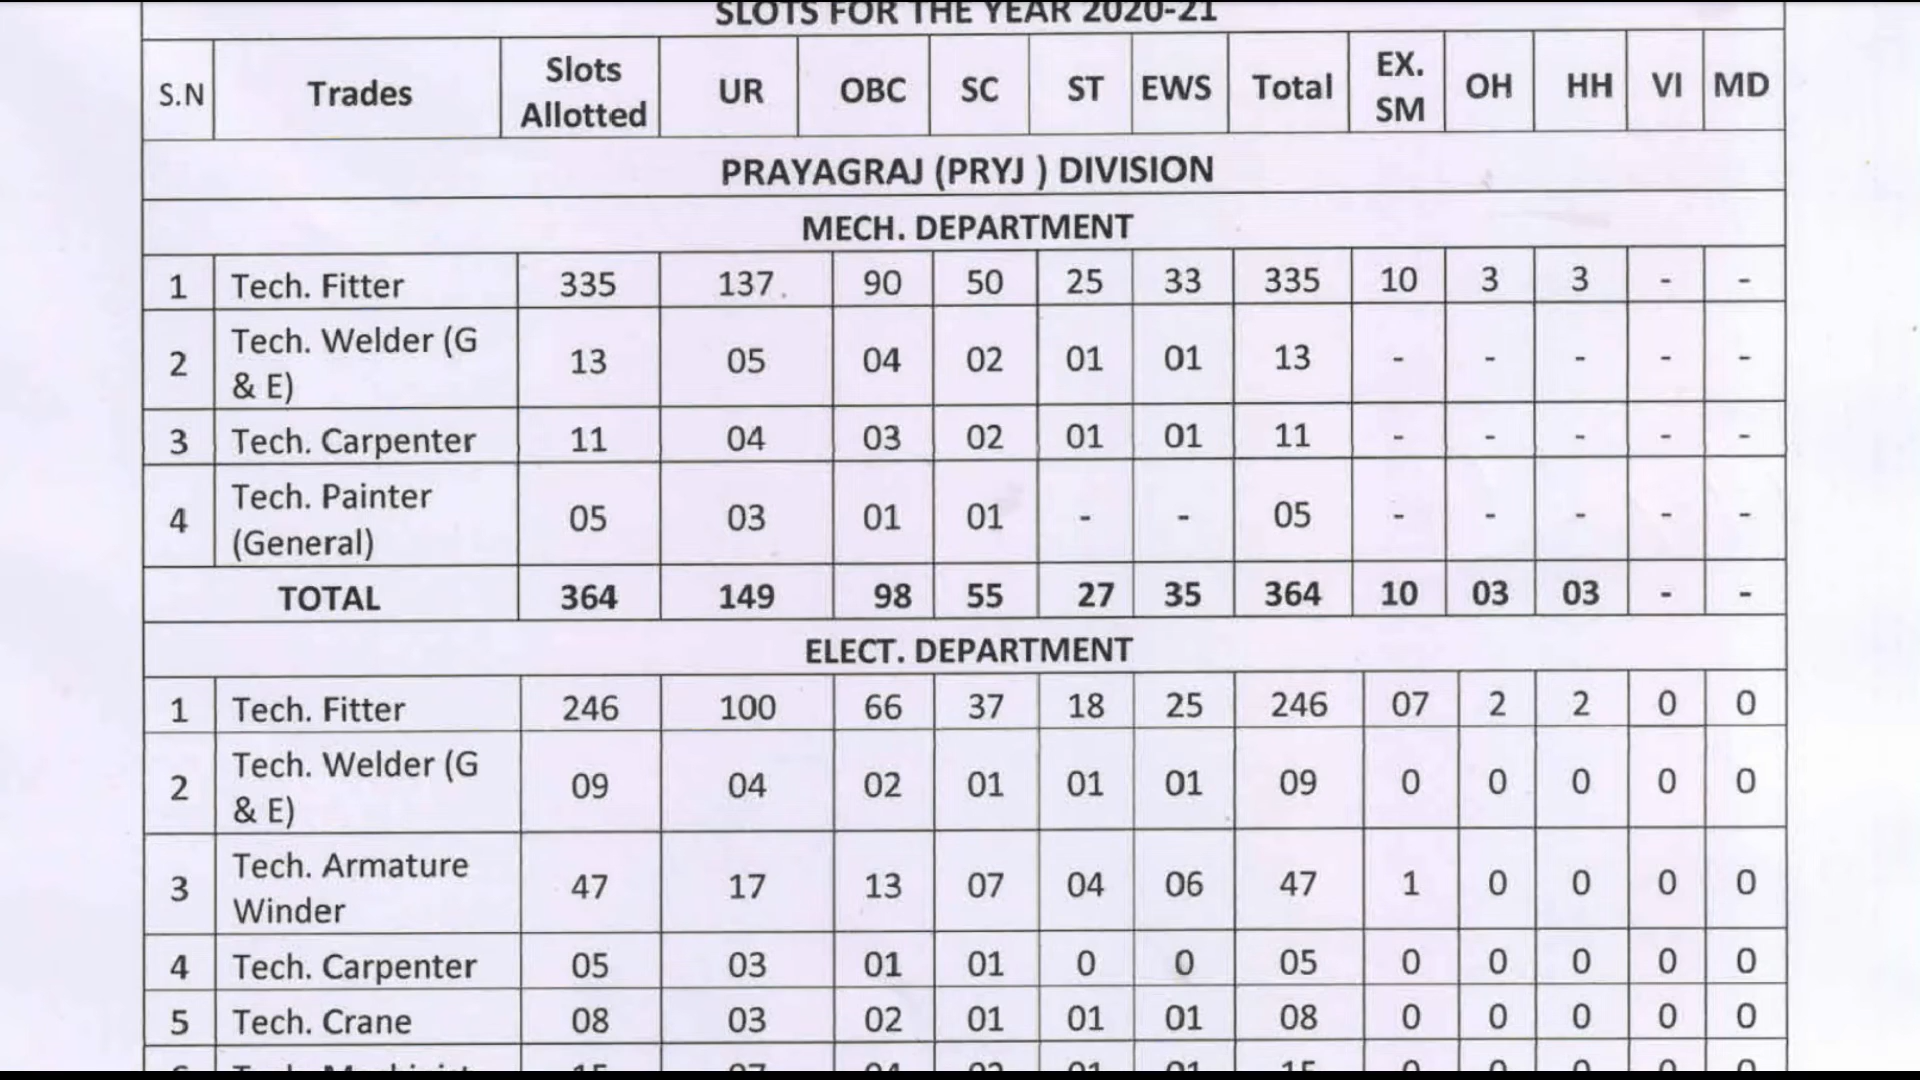 SLOTS FOR THE YEAR 2020-21
S.N Trades Slots Allotted UR OBC SC ST EWS Total EX. SM OH HH VI MD
PRAYAGRAJ (PRYJ ) DIVISION
MECH. DEPARTMENT
1 Tech. Fitter 335 137 90 50 25 33 335 10 3 3 - -
2 Tech. Welder (G & E) 13 05 04 02 01 01 13 - - - - -
3 Tech. Carpenter 11 04 03 02 01 01 11 - - - - -
4 Tech. Painter (General) 05 03 01 01 - - 05 - - - - -
TOTAL 364 149 98 55 27 35 364 10 03 03 - -
ELECT. DEPARTMENT
1 Tech. Fitter 246 100 66 37 18 25 246 07 2 2 0 0
2 Tech. Welder (G & E) 09 04 02 01 01 01 09 0 0 0 0 0
3 Tech. Armature Winder 47 17 13 07 04 06 47 1 0 0 0 0
4 Tech. Carpenter 05 03 01 01 0 0 05 0 0 0 0 0
5 Tech. Crane 08 03 02 01 01 01 08 0 0 0 0 0